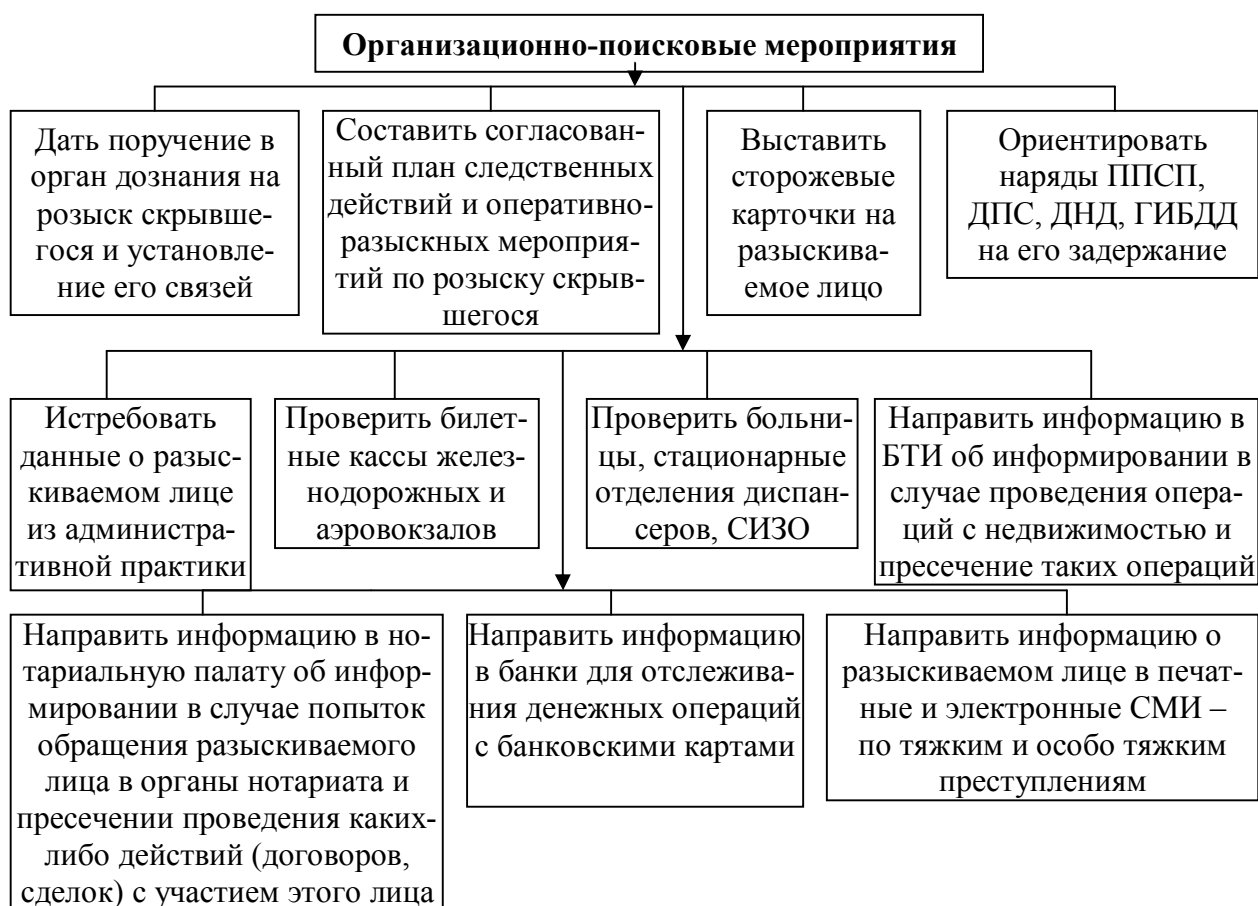 Организационно-поисковые мероприятия
Дать поручение в
орган дознания на
розыск скрывше-
гося и установле-
ние его связей
Составить согласован-
ный план следственных
действий и оперативно-
разыскных мероприя-
тий по розыску скрыв-
шегося
Выставить
сторожевые
карточки на
разыскива-
емое лицо
Ориентировать
наряды ППСП,
ДПС, ДНД, ГИБДД
на его задержание
Истребовать
данные о разыс-
киваемом лице
из администра-
тивной практики
Проверить билет-
ные кассы желез-
нодорожных и
аэровокзалов
Проверить больни-
цы, стационарные
отделения диспан-
серов, СИЗО
Направить информацию в
БТИ об информировании в
случае проведения опера-
ций с недвижимостью и
пресечение таких операций
Направить информацию в но-
тариальную палату об инфор-
мировании в случае попыток
обращения разыскиваемого
лица в органы нотариата и
пресечении проведения каких-
либо действий (договоров,
сделок) с участием этого лица
Направить информацию
в банки для отслежива-
ния денежных операций
с банковскими картами
Направить информацию о
разыскиваемом лице в печат-
ные и электронные СМИ –
по тяжким и особо тяжким
преступлениям